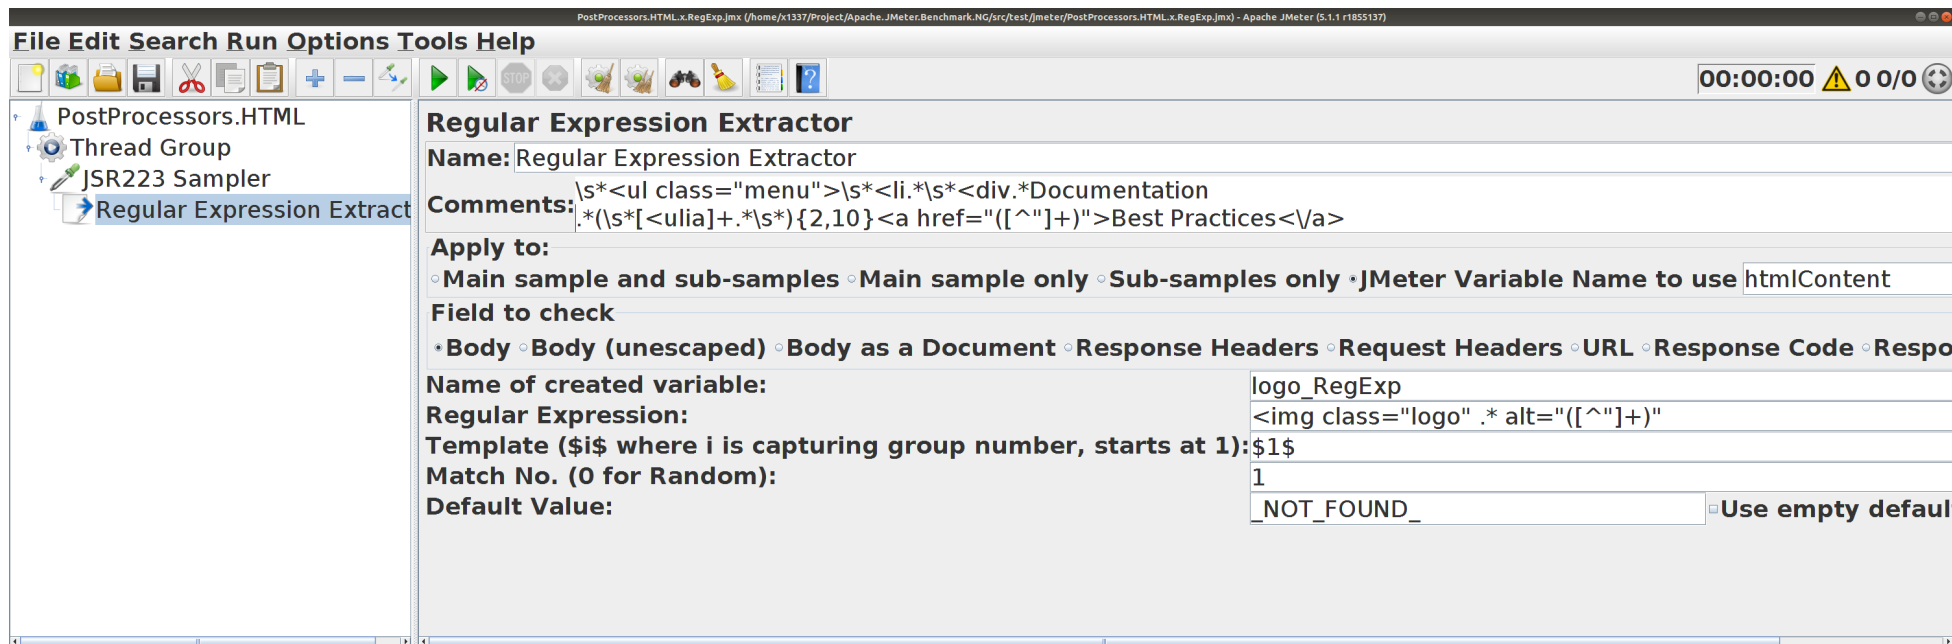 PostProcessors.HTML.x.RegExp.jmx (/home/x1337/Project/Apache.JMeter.Benchmark.NG/src/test/jmeter/PostProcessors.HTML.x.RegExp.jmx) - Apache JMeter (5.1.1 r1855137)
File Edit Search Run Options Tools Help
STOP
00:00:00 0 0/0
PostProcessors.HTML
Thread Group
JSR223 Sampler
Regular Expression Extract
Regular Expression Extractor
Name: Regular Expression Extractor
Comments: \s*<ul class="menu">\s*<li.*\s*<div.*Documentation
.*(\s*[<ulia]+.*\s*){2,10}<a href="([^"]+)">Best Practices<\/a>
Apply to:
Main sample and sub-samples Main sample only Sub-samples only JMeter Variable Name to use htmlContent
Field to check
Body Body (unescaped) Body as a Document Response Headers Request Headers URL Response Code Respo
Name of created variable: logo_RegExp
Regular Expression: <img class="logo" .* alt="([^"]+)"
Template ($i$ where i is capturing group number, starts at 1): $1$
Match No. (0 for Random): 1
Default Value: _NOT_FOUND_ Use empty defaul